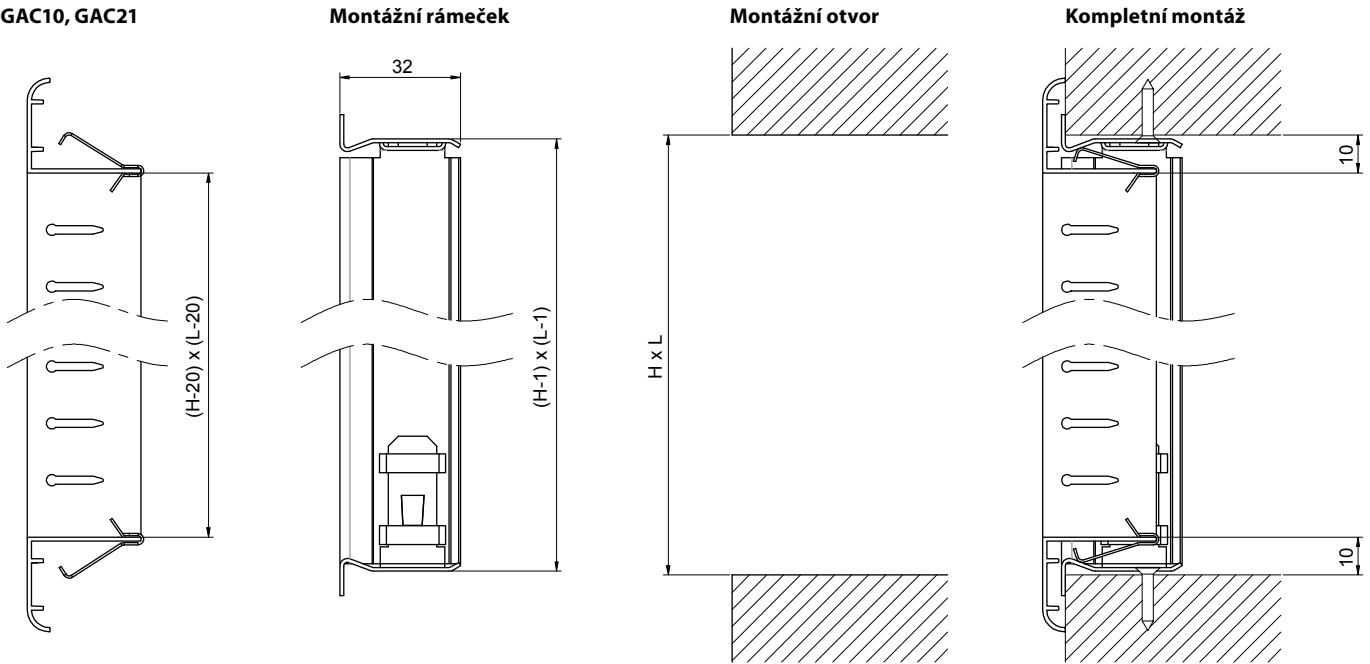 GAC10, GAC21
Montážní rámeček
Montážní otvor
Kompletní montáž
32
10
(H-20) x (L-20)
(H-1) x (L-1)
H x L
10